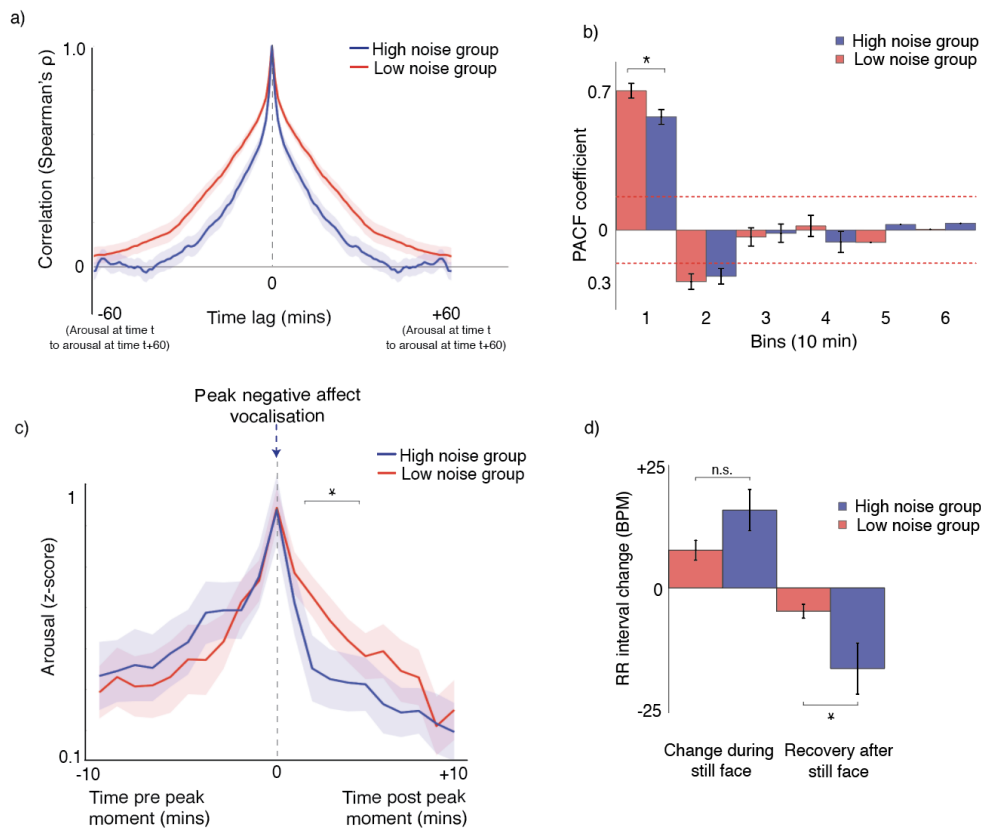 a)
1.0
Correlation (Spearman's ρ)
0
High noise group
Low noise group
0
-60
Time lag (mins)
+60
(Arousal at time t
to arousal at time t+60)
(Arousal at time t
to arousal at time t+60)
b)
High noise group
Low noise group
*
0.7
PACF coefficient
0
0.3
1 2 3 4 5 6
Bins (10 min)
Peak negative affect
vocalisation
c)
High noise group
Low noise group
*
1
Arousal (z-score)
0.1
-10 0 +10
Time pre peak
moment (mins)
Time post peak
moment (mins)
d)
+25
n.s.
High noise group
Low noise group
RR interval change (BPM)
0
-25
*
Change during
still face
Recovery after
still face